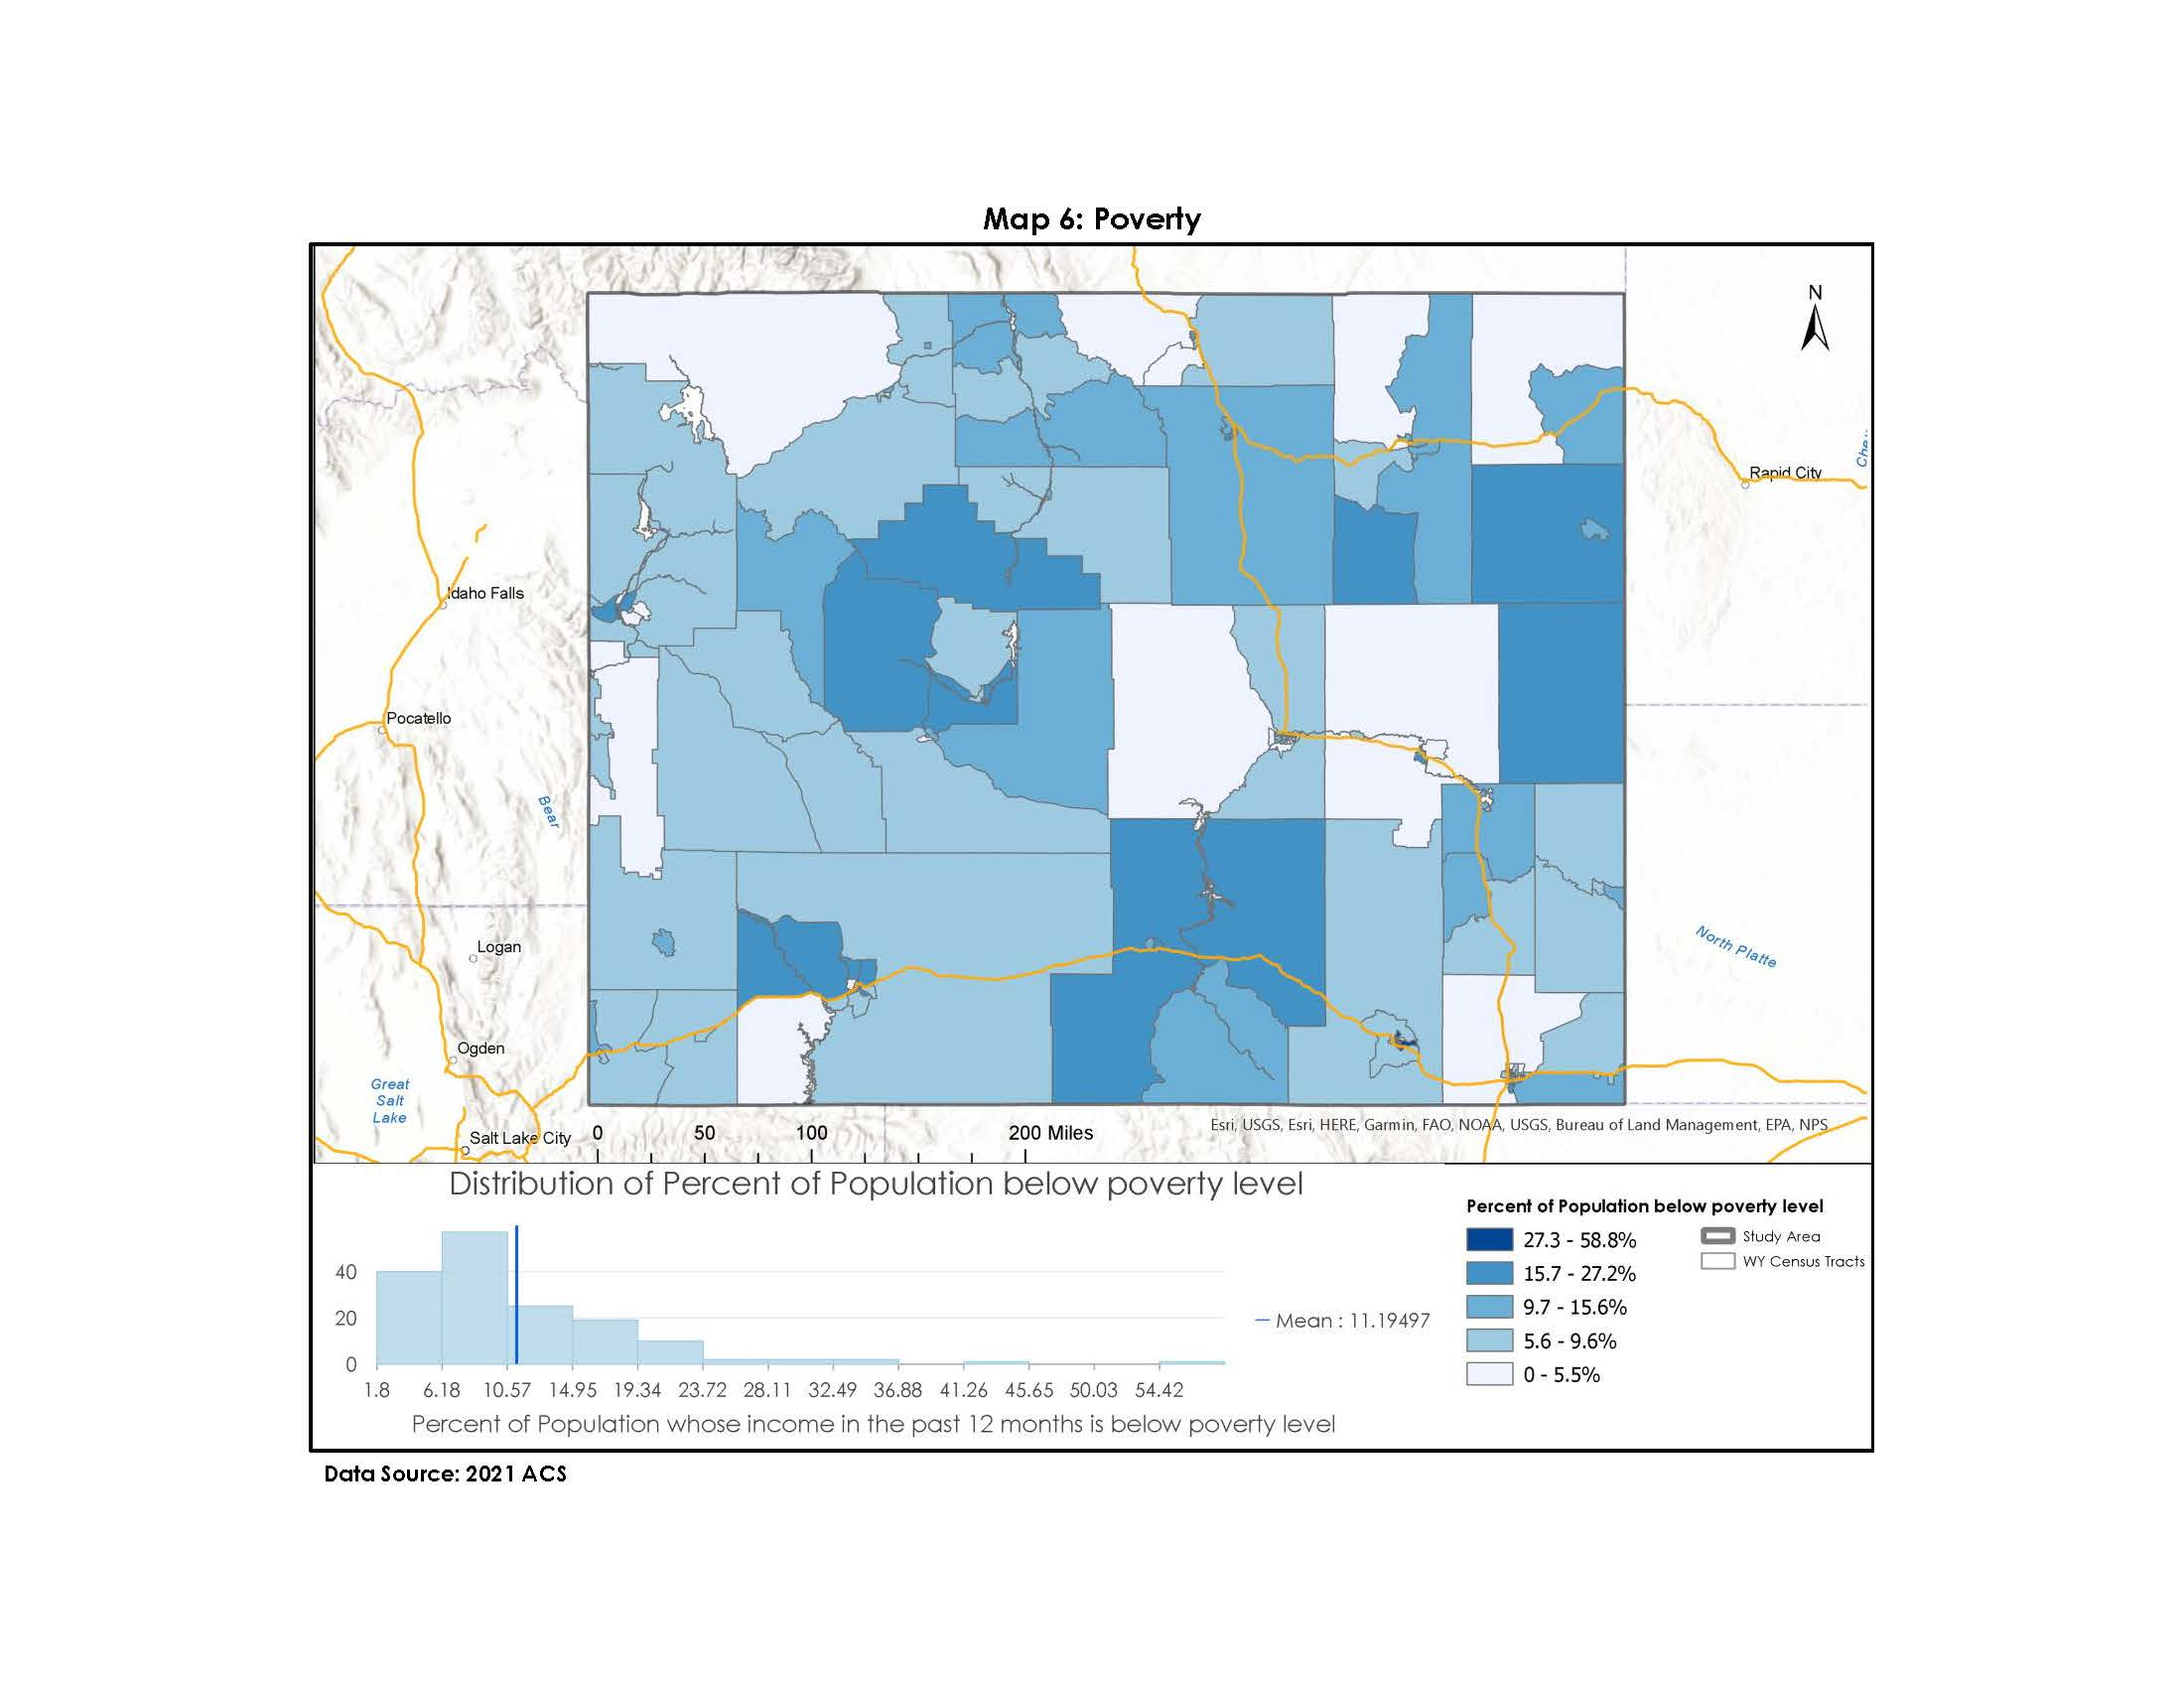 Map 6: Poverty
N
Rapid City
Idaho Falls
Pocatello
Bear
Logan
North Platte
Ogden
Great
Salt
Lake
Salt Lake City
0 50 100 200 Miles
Esri, USGS, Esri, HERE, Garmin, FAO, NOAA, USGS, Bureau of Land Management, EPA, NPS
Distribution of Percent of Population below poverty level
40
20
0
1.8 6.18 10.57 14.95 19.34 23.72 28.11 32.49 36.88 41.26 45.65 50.03 54.42
Percent of Population whose income in the past 12 months is below poverty level
Mean : 11.19497
Percent of Population below poverty level
27.3 - 58.8%
15.7 - 27.2%
9.7 - 15.6%
5.6 - 9.6%
0 - 5.5%
Study Area
WY Census Tracts
Data Source: 2021 ACS